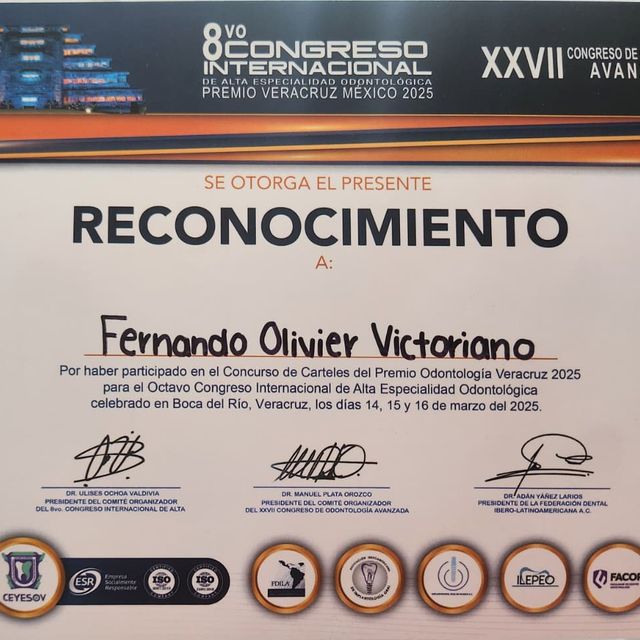 8VO
CONGRESO
INTERNACIONAL
DE ALTA ESPECIALIDAD ODONTOLÓGICA
PREMIO VERACRUZ MÉXICO 2025
XXVII CONGRESO DE
AVAN
SE OTORGA EL PRESENTE
RECONOCIMIENTO
A:
Fernando Olivier Victoriano
Por haber participado en el Concurso de Carteles del Premio Odontología Veracruz 2025
para el Octavo Congreso Internacional de Alta Especialidad Odontológica
celebrado en Boca del Río, Veracruz, los días 14, 15 y 16 de marzo del 2025.
DR. ULISES OCHOA VALDIVIA
PRESIDENTE DEL COMITÉ ORGANIZADOR
DEL 8vo. CONGRESO INTERNACIONAL DE ALTA
DR. MANUEL PLATA OROZCO
PRESIDENTE DEL COMITÉ ORGANIZADOR
DEL XXVII CONGRESO DE ODONTOLOGÍA AVANZADA
DR. ADÁN YÁÑEZ LARIOS
PRESIDENTE DE LA FEDERACIÓN DENTAL
IBERO-LATINOAMERICANA A.C.
CEYESOV
ESR
Empresa
Socialmente
Responsable
ISO
ISO
FDILA
ILEPEO
FACOP